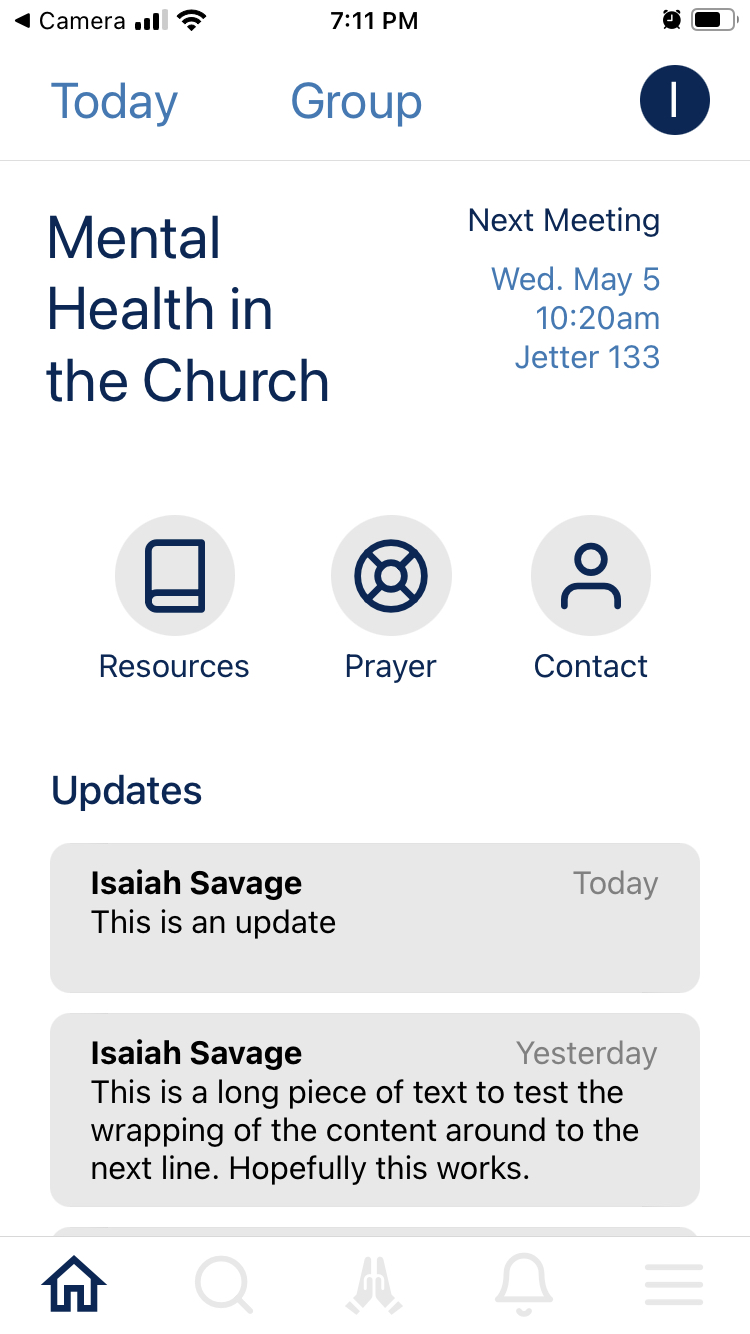 Camera 7:11 PM
Today Group I
Mental
Health in
the Church
Next Meeting
Wed. May 5
10:20am
Jetter 133
Resources Prayer Contact
Updates
Isaiah Savage Today
This is an update
Isaiah Savage Yesterday
This is a long piece of text to test the
wrapping of the content around to the
next line. Hopefully this works.